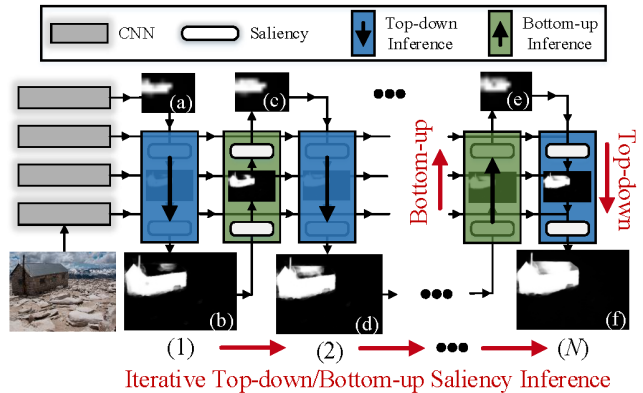 CNN
Saliency
Top-down
Inference
Bottom-up
Inference
(a)
(c)
(e)
Bottom-up
Top-down
(b)
(d)
(f)
(1)
(2)
(N)
Iterative Top-down/Bottom-up Saliency Inference